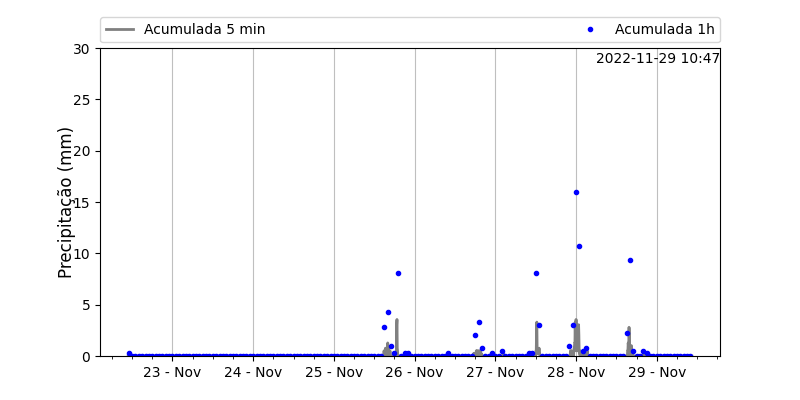 Acumulada 5 min
Acumulada 1h
2022-11-29 10:47
Precipitação (mm)
30
25
20
15
10
5
0
23 - Nov
24 - Nov
25 - Nov
26 - Nov
27 - Nov
28 - Nov
29 - Nov